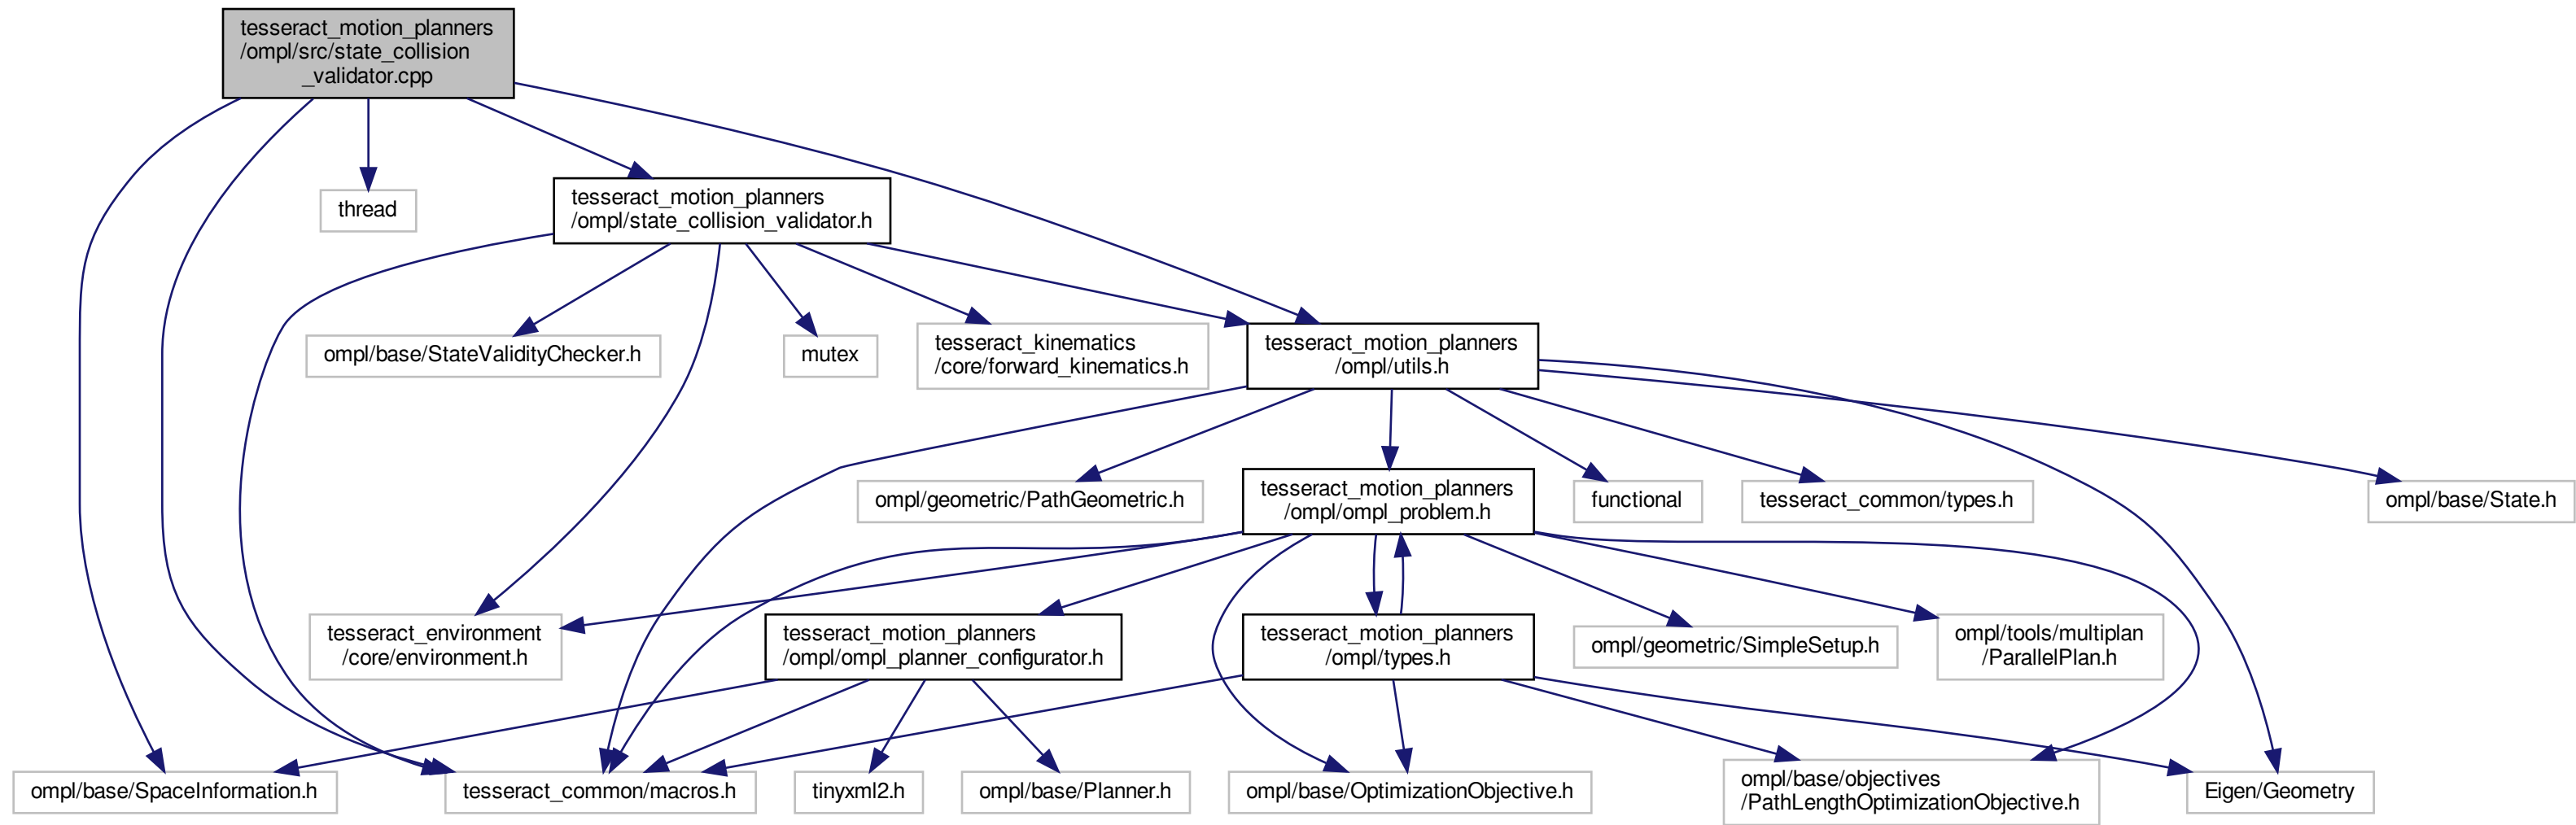 tesseract_motion_planners
/ompl/src/state_collision
_validator.cpp
thread
tesseract_motion_planners
/ompl/state_collision_validator.h
ompl/base/StateValidityChecker.h
mutex
tesseract_kinematics
/core/forward_kinematics.h
tesseract_motion_planners
/ompl/utils.h
ompl/geometric/PathGeometric.h
tesseract_motion_planners
/ompl/ompl_problem.h
functional
tesseract_common/types.h
ompl/base/State.h
tesseract_environment
/core/environment.h
tesseract_motion_planners
/ompl/ompl_planner_configurator.h
tesseract_motion_planners
/ompl/types.h
ompl/geometric/SimpleSetup.h
ompl/tools/multiplan
/ParallelPlan.h
ompl/base/SpaceInformation.h
tesseract_common/macros.h
tinyxml2.h
ompl/base/Planner.h
ompl/base/OptimizationObjective.h
ompl/base/objectives
/PathLengthOptimizationObjective.h
Eigen/Geometry